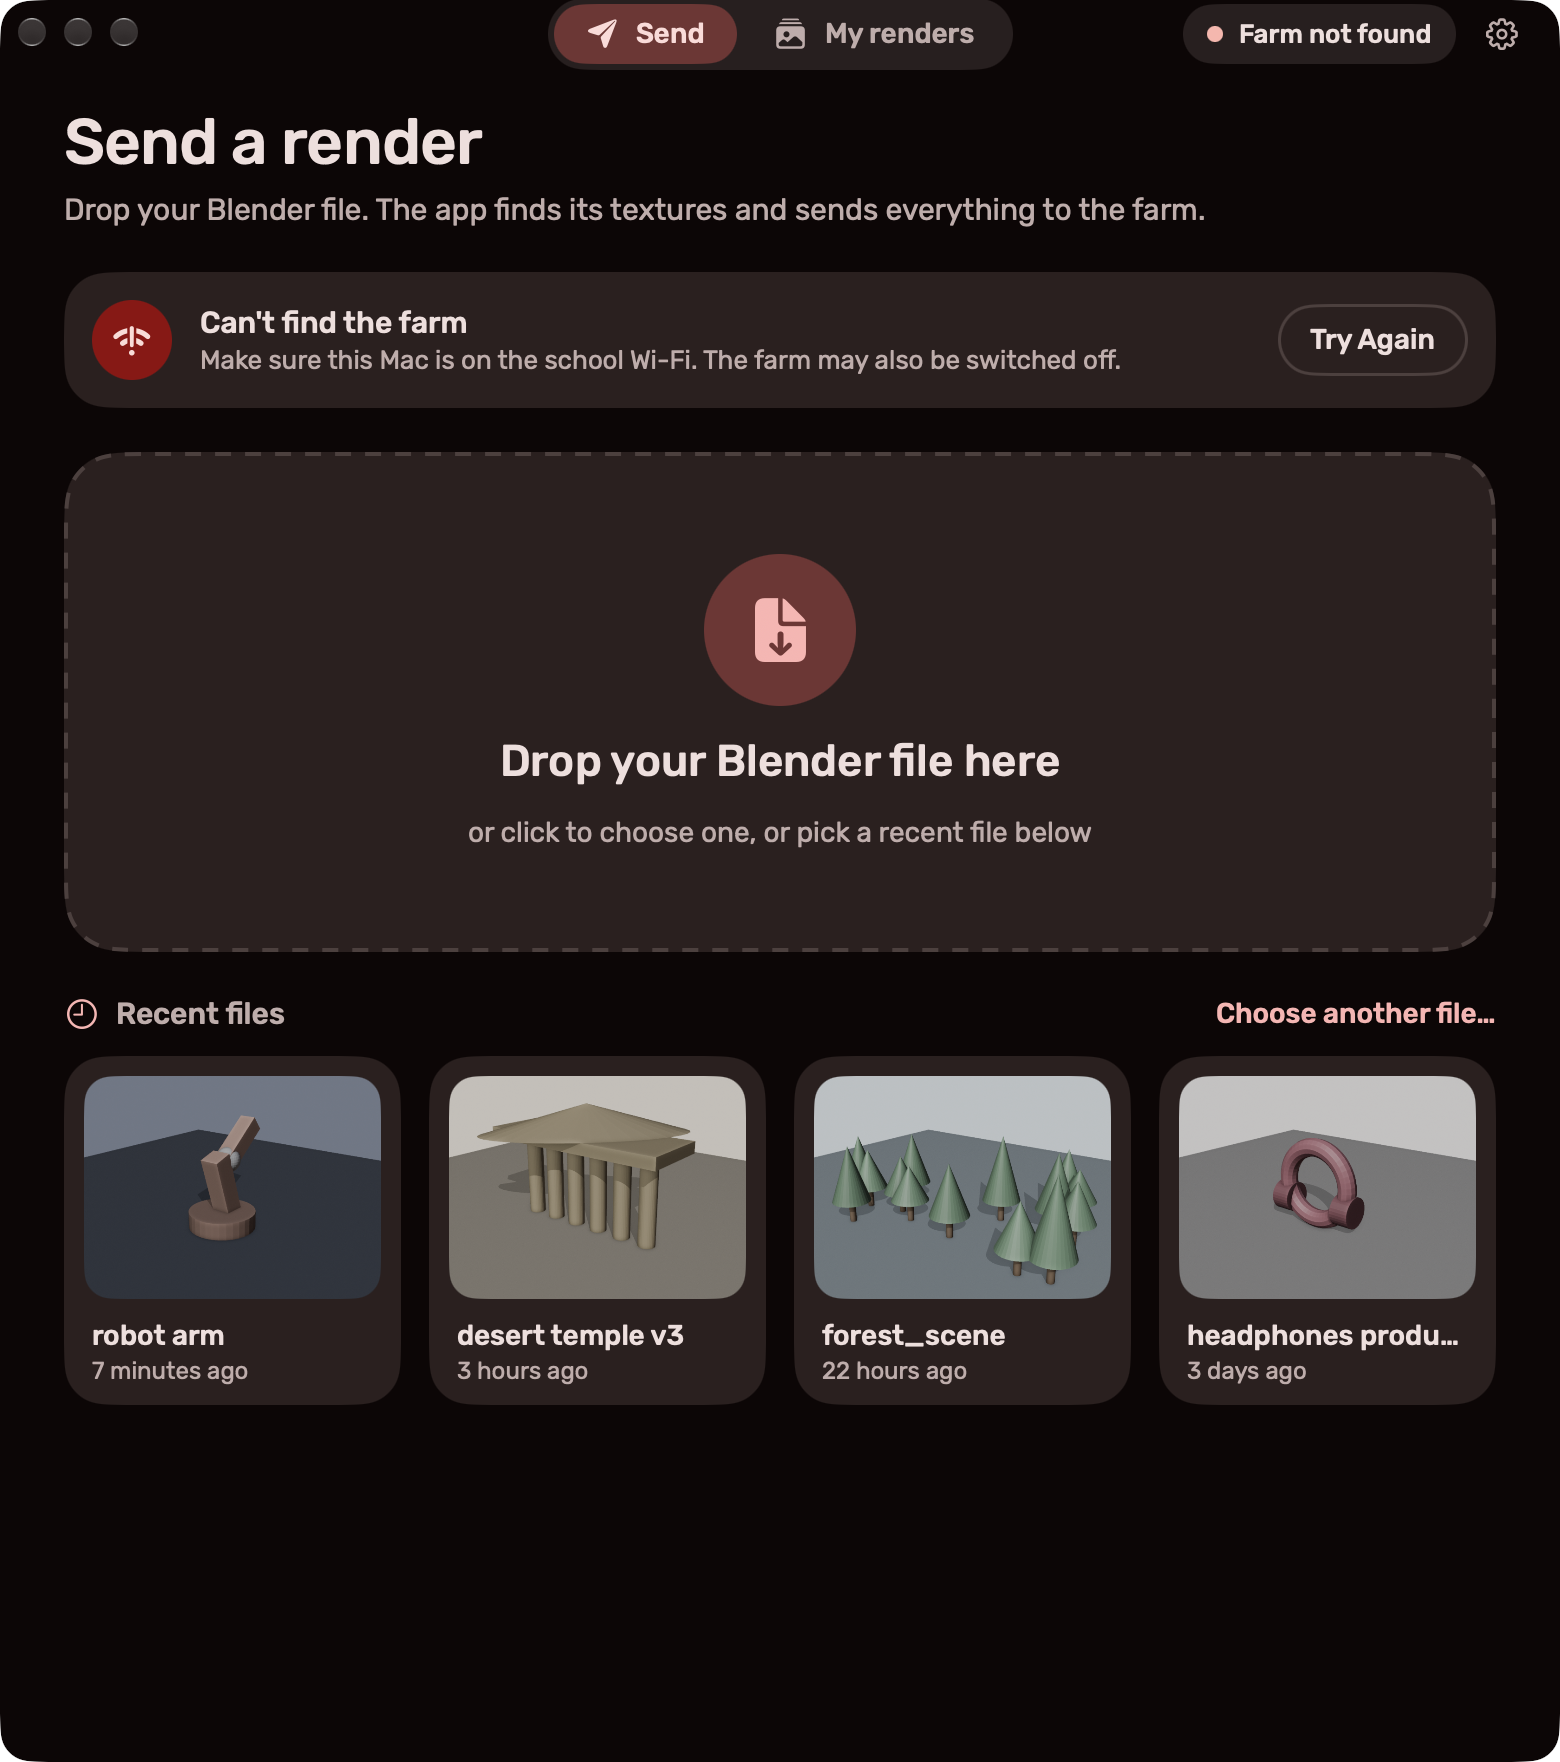 Send
My renders
Farm not found
Send a render
Drop your Blender file. The app finds its textures and sends everything to the farm.
Can't find the farm
Make sure this Mac is on the school Wi-Fi. The farm may also be switched off.
Try Again
Drop your Blender file here
or click to choose one, or pick a recent file below
Recent files
Choose another file…
robot arm
7 minutes ago
desert temple v3
3 hours ago
forest_scene
22 hours ago
headphones produ…
3 days ago